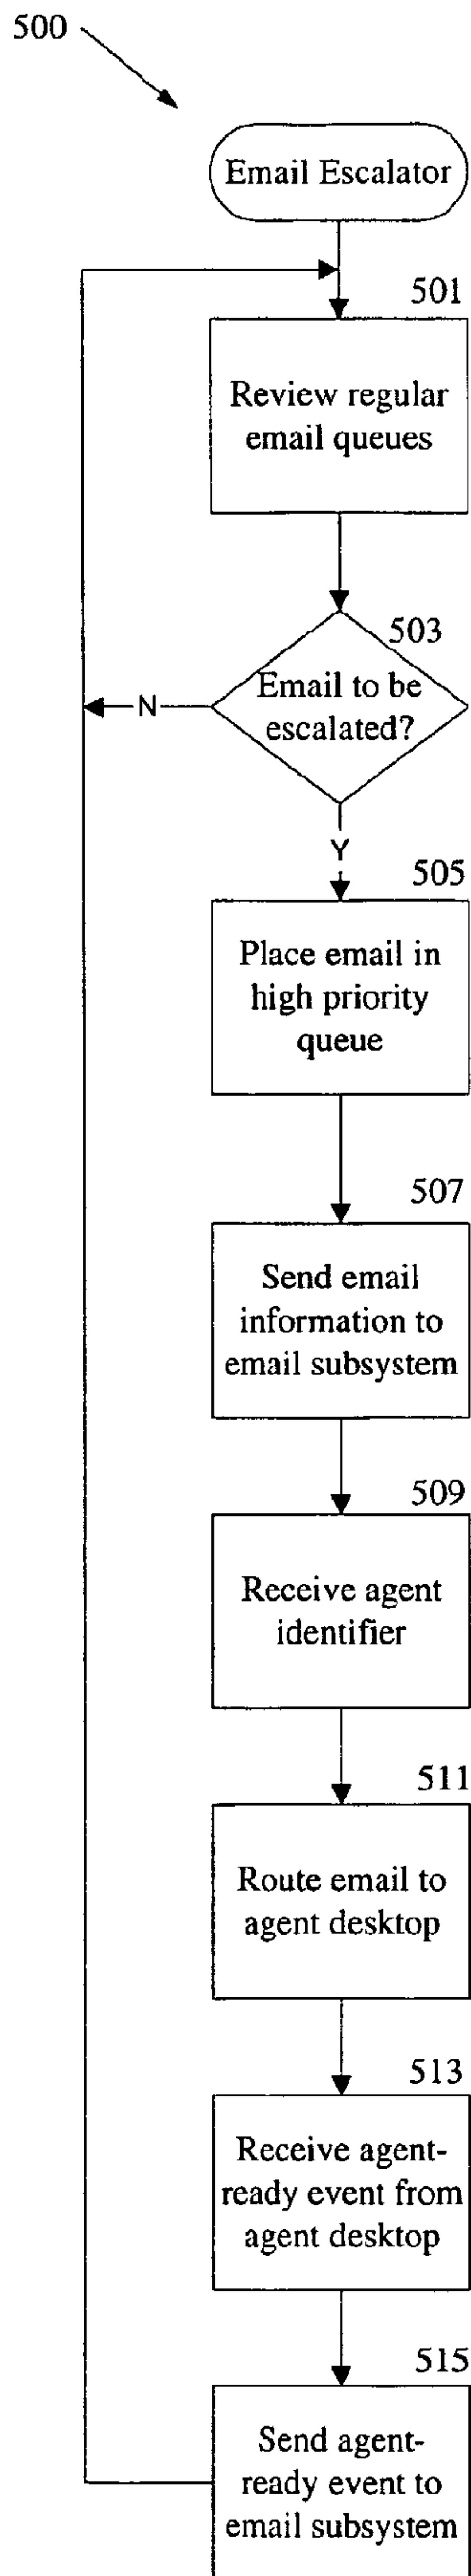 500
Email Escalator
501
Review regular
email queues
503
Email to be
escalated?
N
Y
505
Place email in
high priority
queue
507
Send email
information to
email subsystem
509
Receive agent
identifier
511
Route email to
agent desktop
513
Receive agent-
ready event from
agent desktop
515
Send agent-
ready event to
email subsystem